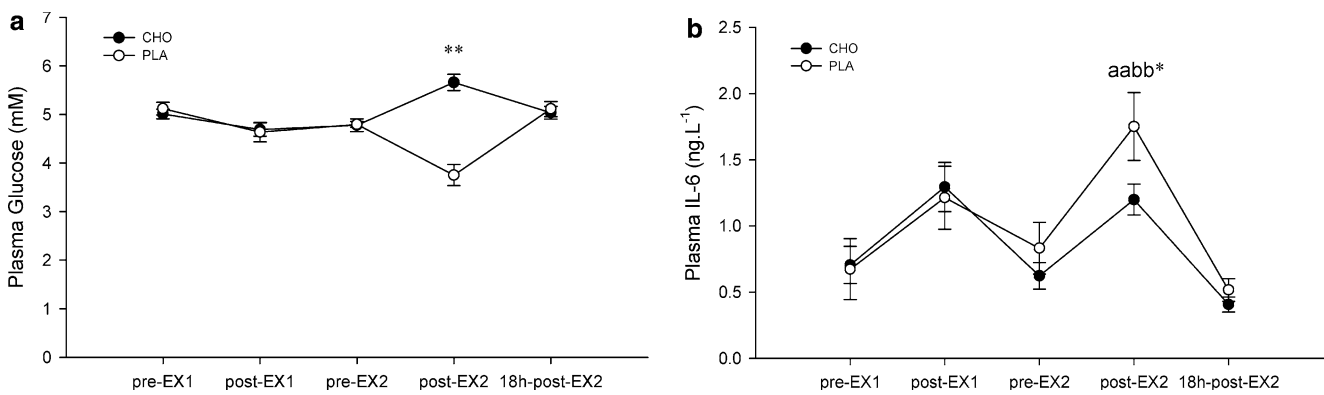 a
7
6
5
4
3
2
1
0
Plasma Glucose (mM)
CHO
PLA
**
pre-EX1 post-EX1 pre-EX2 post-EX2 18h-post-EX2
b
2.5
2.0
1.5
1.0
0.5
0.0
Plasma IL-6 (ng.L⁻¹)
CHO
PLA
aabb*
pre-EX1 post-EX1 pre-EX2 post-EX2 18h-post-EX2